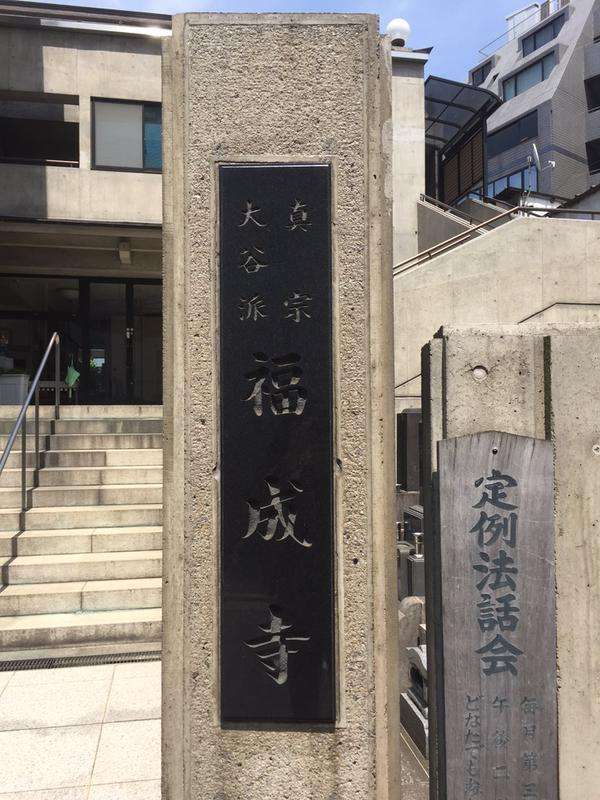 真宗
大谷派
福成寺
定例法話会
毎月第三
午後二
どなたでも